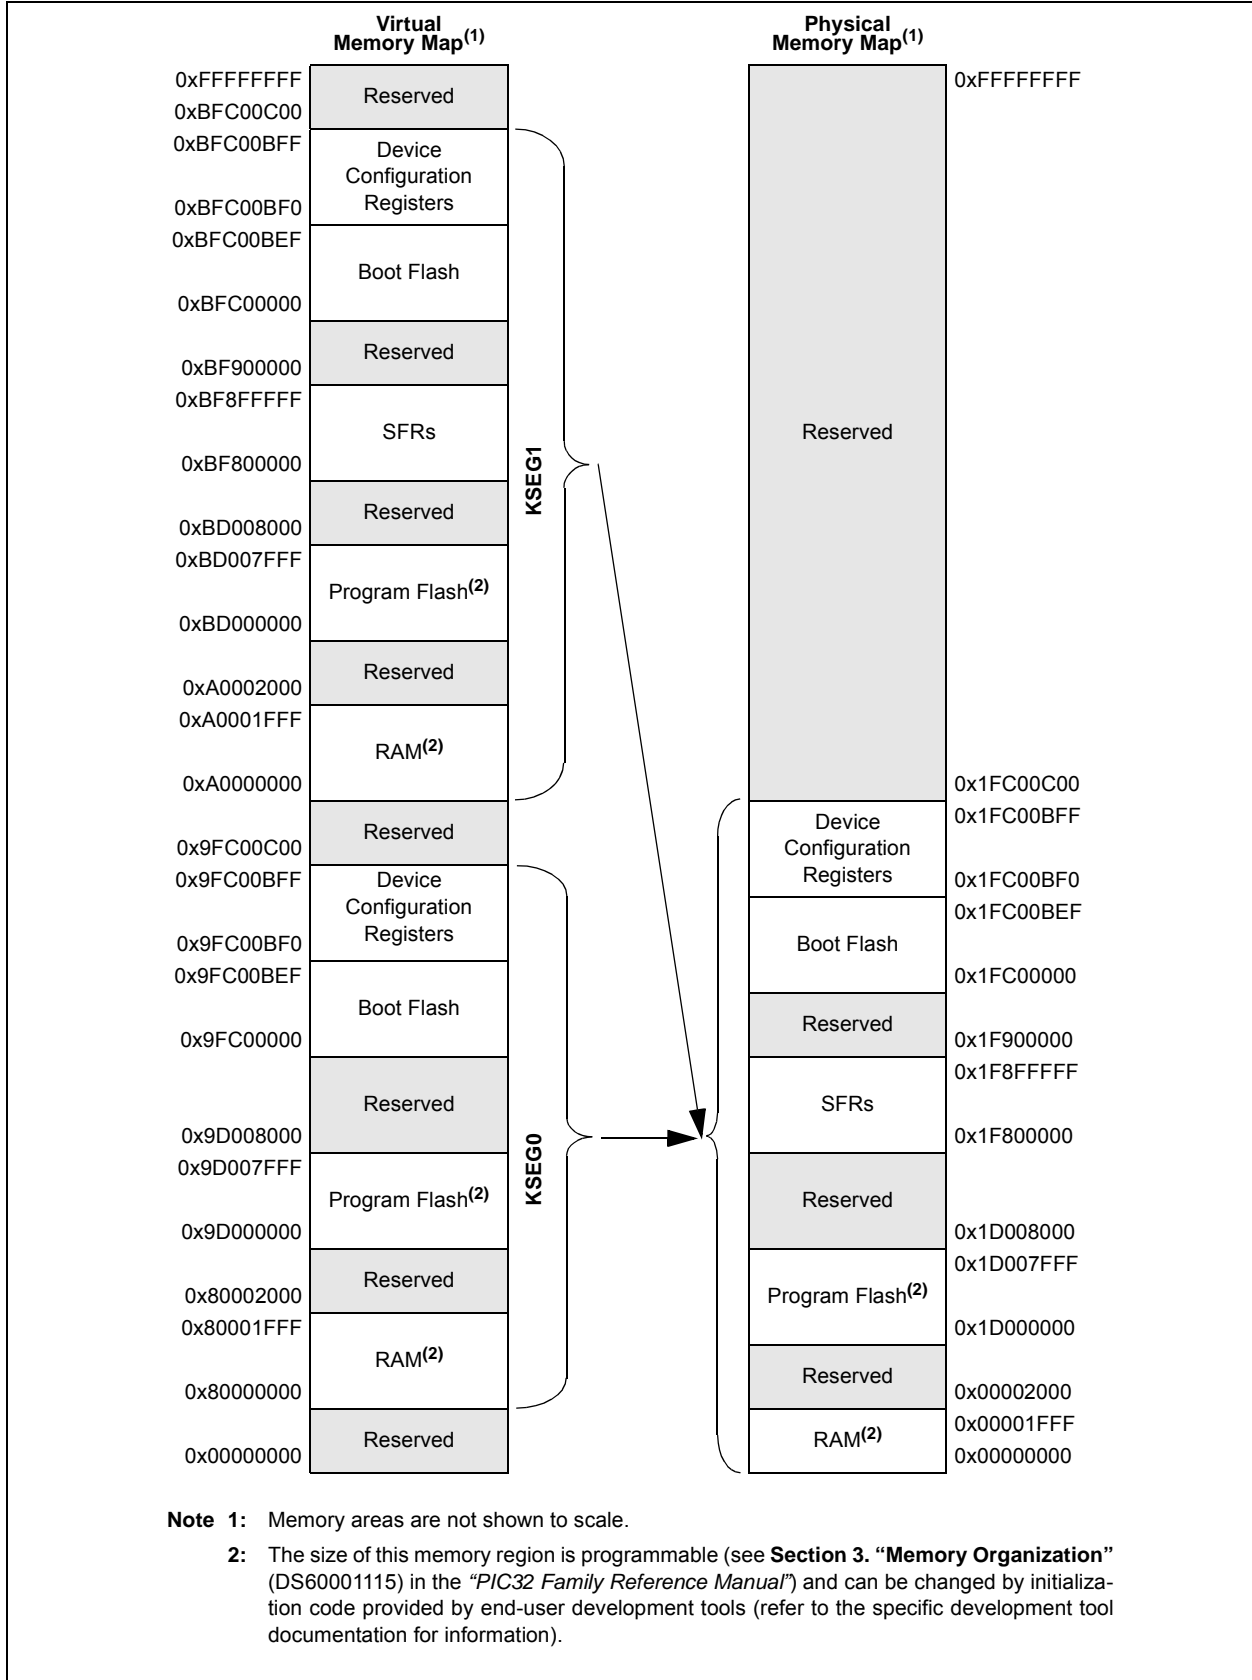 Virtual
Memory Map(1)
Physical
Memory Map(1)
0xFFFFFFFF
Reserved
0xBFC00C00
0xBFC00BFF
Device
Configuration
Registers
0xBFC00BF0
0xBFC00BEF
Boot Flash
0xBFC00000
Reserved
0xBF900000
0xBF8FFFFF
SFRs
0xBF800000
Reserved
0xBD008000
0xBD007FFF
Program Flash(2)
0xBD000000
Reserved
0xA0002000
0xA0001FFF
RAM(2)
0xA0000000
KSEG1
Reserved
0x9FC00C00
0x9FC00BFF
Device
Configuration
Registers
0x9FC00BF0
0x9FC00BEF
Boot Flash
0x9FC00000
Reserved
0x9D008000
0x9D007FFF
Program Flash(2)
0x9D000000
Reserved
0x80002000
0x80001FFF
RAM(2)
0x80000000
KSEG0
Reserved
0x00000000
0xFFFFFFFF
Reserved
0x1FC00C00
0x1FC00BFF
Device
Configuration
Registers
0x1FC00BF0
0x1FC00BEF
Boot Flash
0x1FC00000
Reserved
0x1F900000
0x1F8FFFFF
SFRs
0x1F800000
Reserved
0x1D008000
0x1D007FFF
Program Flash(2)
0x1D000000
Reserved
0x00002000
0x00001FFF
RAM(2)
0x00000000
Note 1: Memory areas are not shown to scale.
2: The size of this memory region is programmable (see Section 3. “Memory Organization”
(DS60001115) in the “PIC32 Family Reference Manual”) and can be changed by initializa-
tion code provided by end-user development tools (refer to the specific development tool
documentation for information).